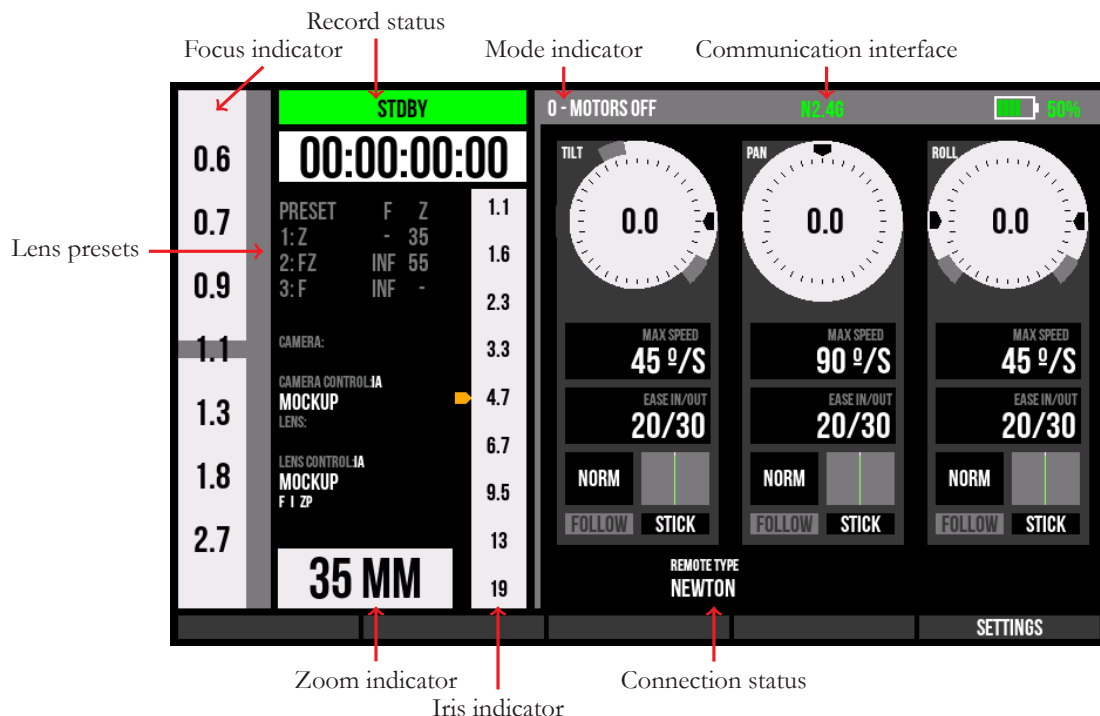 Record status
Focus indicator
Mode indicator
Communication interface
Lens presets
0.6
0.7
0.9
1.1
1.3
1.8
2.7
STDBY
00:00:00:00
PRESET F Z
1: Z - 35
2: FZ INF 55
3: F INF -
CAMERA:
CAMERA CONTROL:IA
MOCKUP
LENS:
LENS CONTROL:IA
MOCKUP
F I ZP
35 MM
1.1
1.6
2.3
3.3
4.7
6.7
9.5
13
19
0 - MOTORS OFF
N2.4G
50%
TILT
0.0
MAX SPEED
45 º/S
EASE IN/OUT
20/30
NORM
FOLLOW STICK
PAN
0.0
MAX SPEED
90 º/S
EASE IN/OUT
20/30
NORM
FOLLOW STICK
ROLL
0.0
MAX SPEED
45 º/S
EASE IN/OUT
20/30
NORM
FOLLOW STICK
REMOTE TYPE
NEWTON
SETTINGS
Zoom indicator
Iris indicator
Connection status